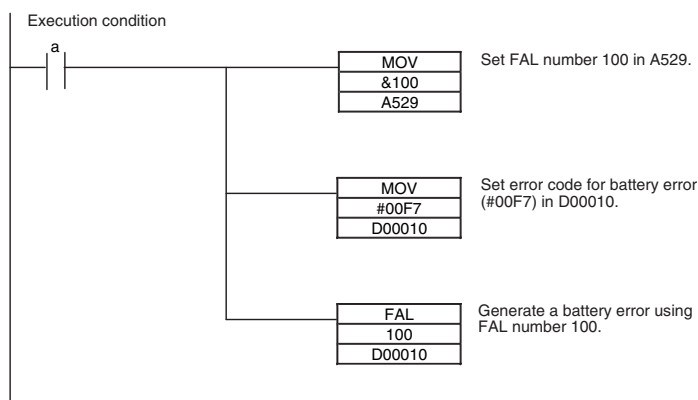 Execution condition
a
MOV
&100
A529
Set FAL number 100 in A529.
MOV
#00F7
D00010
Set error code for battery error
(#00F7) in D00010.
FAL
100
D00010
Generate a battery error using
FAL number 100.